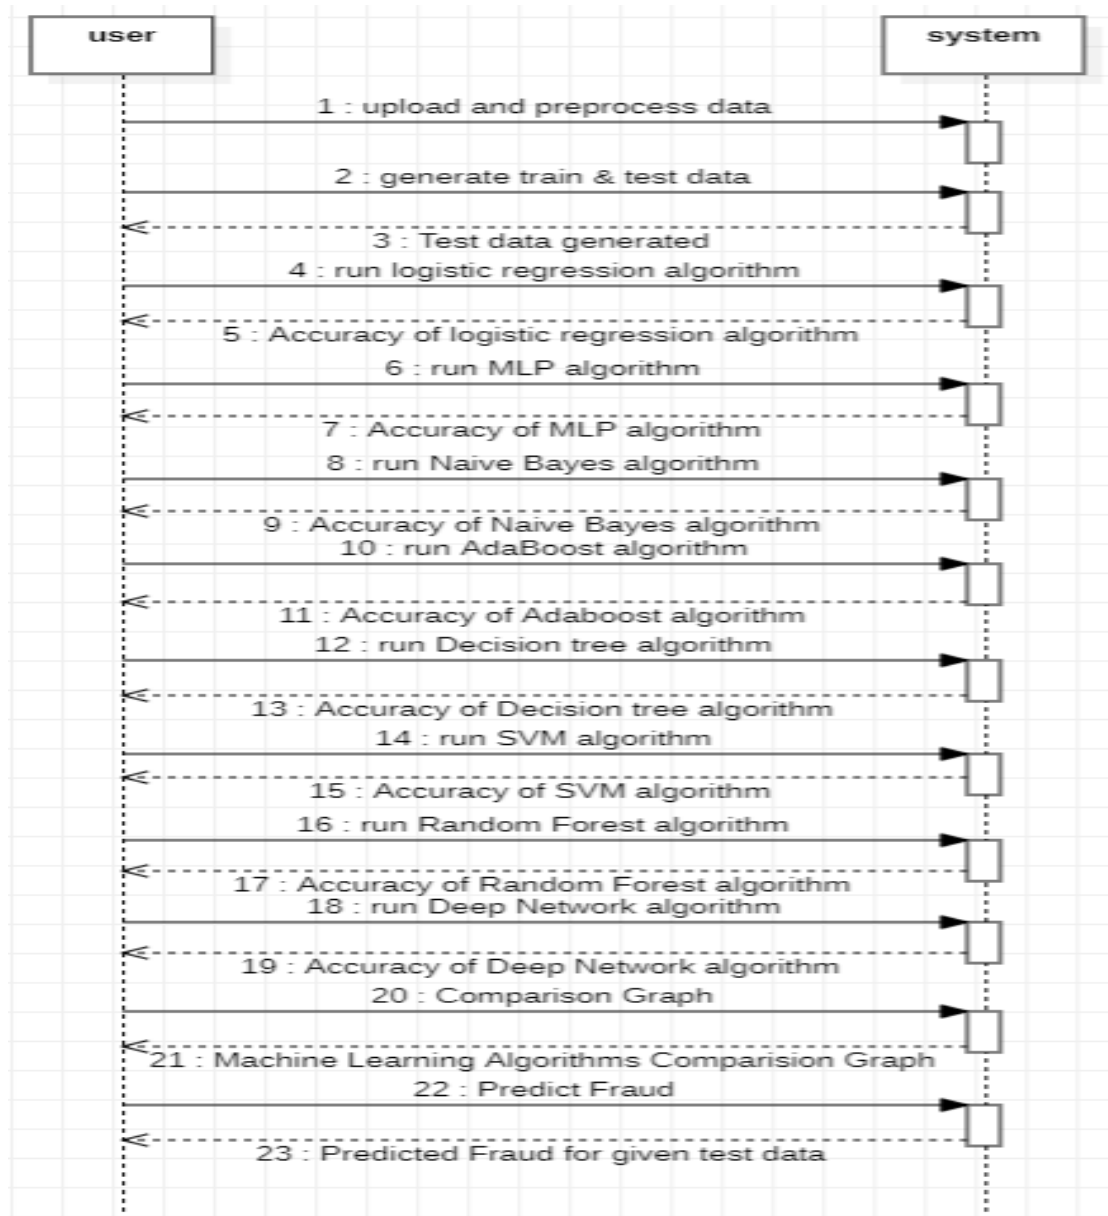 user
system
1 : upload and preprocess data
2 : generate train & test data
3 : Test data generated
4 : run logistic regression algorithm
5 : Accuracy of logistic regression algorithm
6 : run MLP algorithm
7 : Accuracy of MLP algorithm
8 : run Naive Bayes algorithm
9 : Accuracy of Naive Bayes algorithm
10 : run AdaBoost algorithm
11 : Accuracy of Adaboost algorithm
12 : run Decision tree algorithm
13 : Accuracy of Decision tree algorithm
14 : run SVM algorithm
15 : Accuracy of SVM algorithm
16 : run Random Forest algorithm
17 : Accuracy of Random Forest algorithm
18 : run Deep Network algorithm
19 : Accuracy of Deep Network algorithm
20 : Comparison Graph
21 : Machine Learning Algorithms Comparision Graph
22 : Predict Fraud
23 : Predicted Fraud for given test data